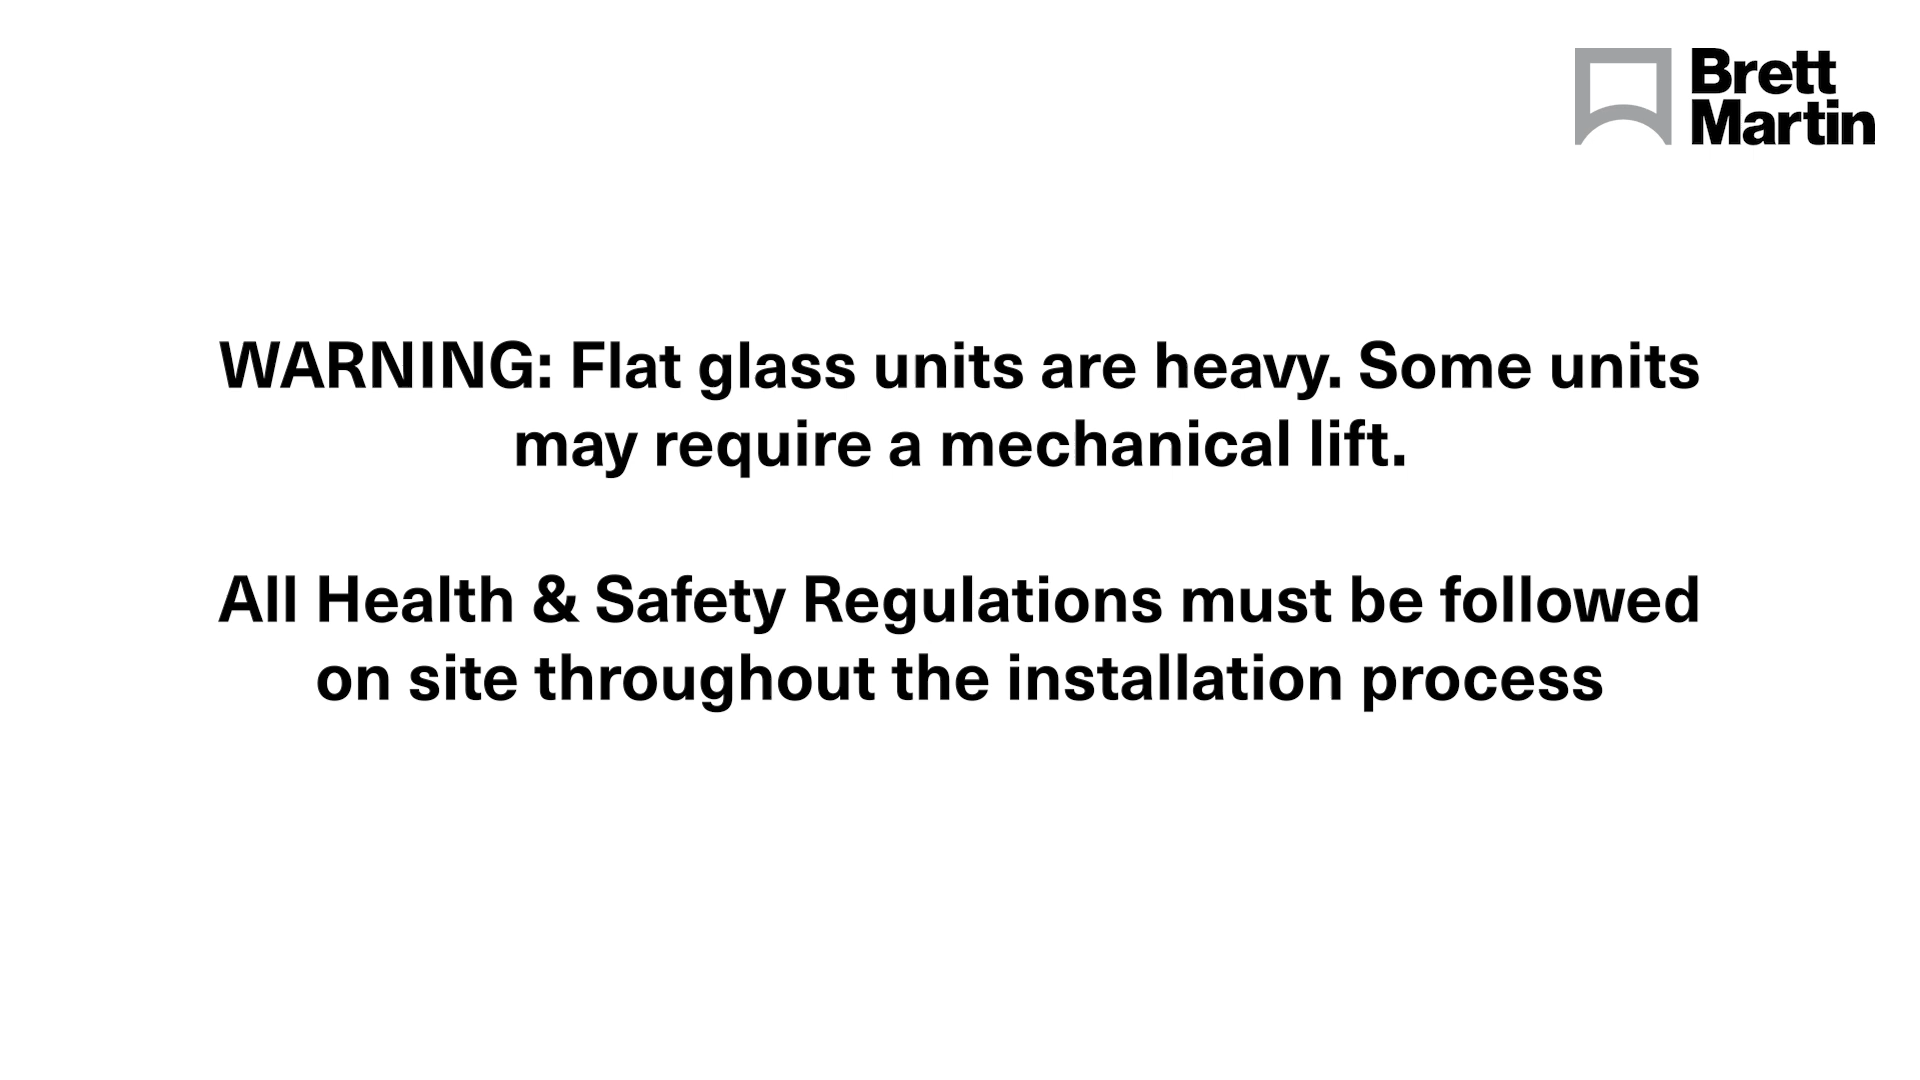 Brett
Martin
WARNING: Flat glass units are heavy. Some units
may require a mechanical lift.
All Health & Safety Regulations must be followed
on site throughout the installation process